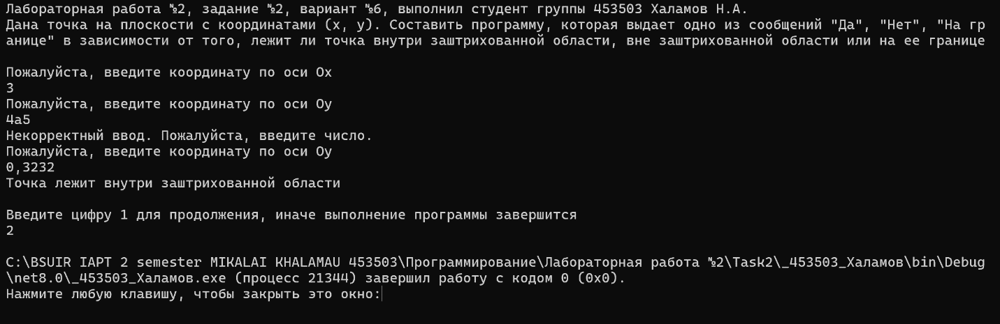 Лабораторная работа №2, задание №2, вариант №6, выполнил студент группы 453503 Халамов Н.А.
Дана точка на плоскости с координатами (x, y). Составить программу, которая выдает одно из сообщений "Да", "Нет", "На гр
анице" в зависимости от того, лежит ли точка внутри заштрихованной области, вне заштрихованной области или на ее границе
Пожалуйста, введите координату по оси Ox
3
Пожалуйста, введите координату по оси Oy
4a5
Некорректный ввод. Пожалуйста, введите число.
Пожалуйста, введите координату по оси Oy
0,3232
Точка лежит внутри заштрихованной области
Введите цифру 1 для продолжения, иначе выполнение программы завершится
2
C:\BSUIR IAPT 2 semester MIKALAI KHALAMAU 453503\Программирование\Лабораторная работа №2\Task2\_453503_Халамов\bin\Debug
\net8.0\_453503_Халамов.exe (процесс 21344) завершил работу с кодом 0 (0x0).
Нажмите любую клавишу, чтобы закрыть это окно: